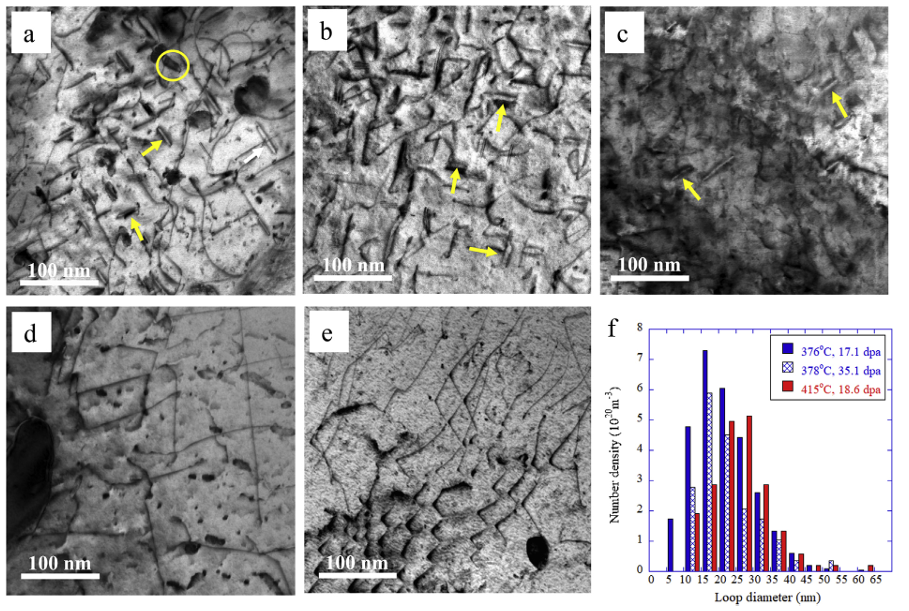 a
b
c
100 nm
100 nm
100 nm
d
e
f
100 nm
100 nm
8
7
6
5
4
3
2
1
0
Number density (10²⁰m⁻³)
376°C, 17.1 dpa
378°C, 35.1 dpa
415°C, 18.6 dpa
0 5 10 15 20 25 30 35 40 45 50 55 60 65
Loop diameter (nm)